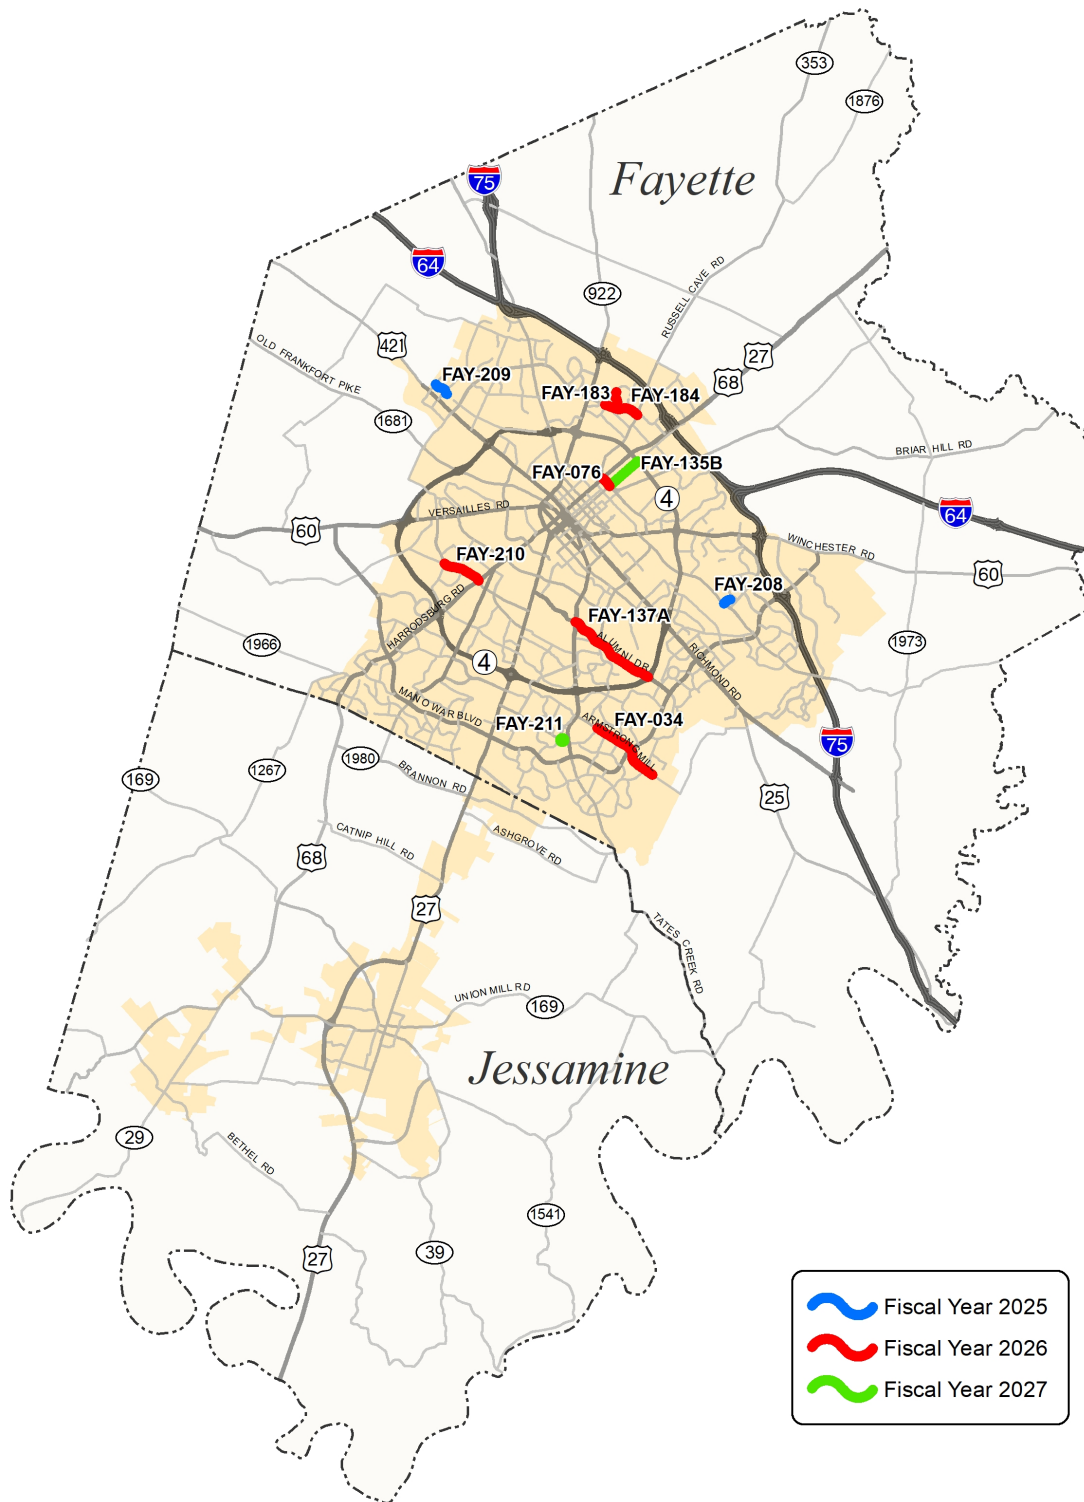 353
1876
Fayette
75
64
922
RUSSELL CAVE RD
421
27
68
OLD FRANKFORT PIKE
FAY-209
FAY-183
FAY-184
1681
BRIAR HILL RD
FAY-076
FAY-135B
4
64
VERSAILLES RD
60
WINCHESTER RD
FAY-210
60
FAY-208
HARRODSBURG RD
FAY-137A
ALUMNI DR
1966
1973
4
RICHMOND RD
MAN O WAR BLVD
FAY-211
ARMSTRONG MILL
FAY-034
75
169
1267
1980
BRANNON RD
25
CATNIP HILL RD
ASHGROVE RD
68
27
TATES CREEK RD
UNION MILL RD
169
Jessamine
29
BETHEL RD
1541
39
27
Fiscal Year 2025
Fiscal Year 2026
Fiscal Year 2027